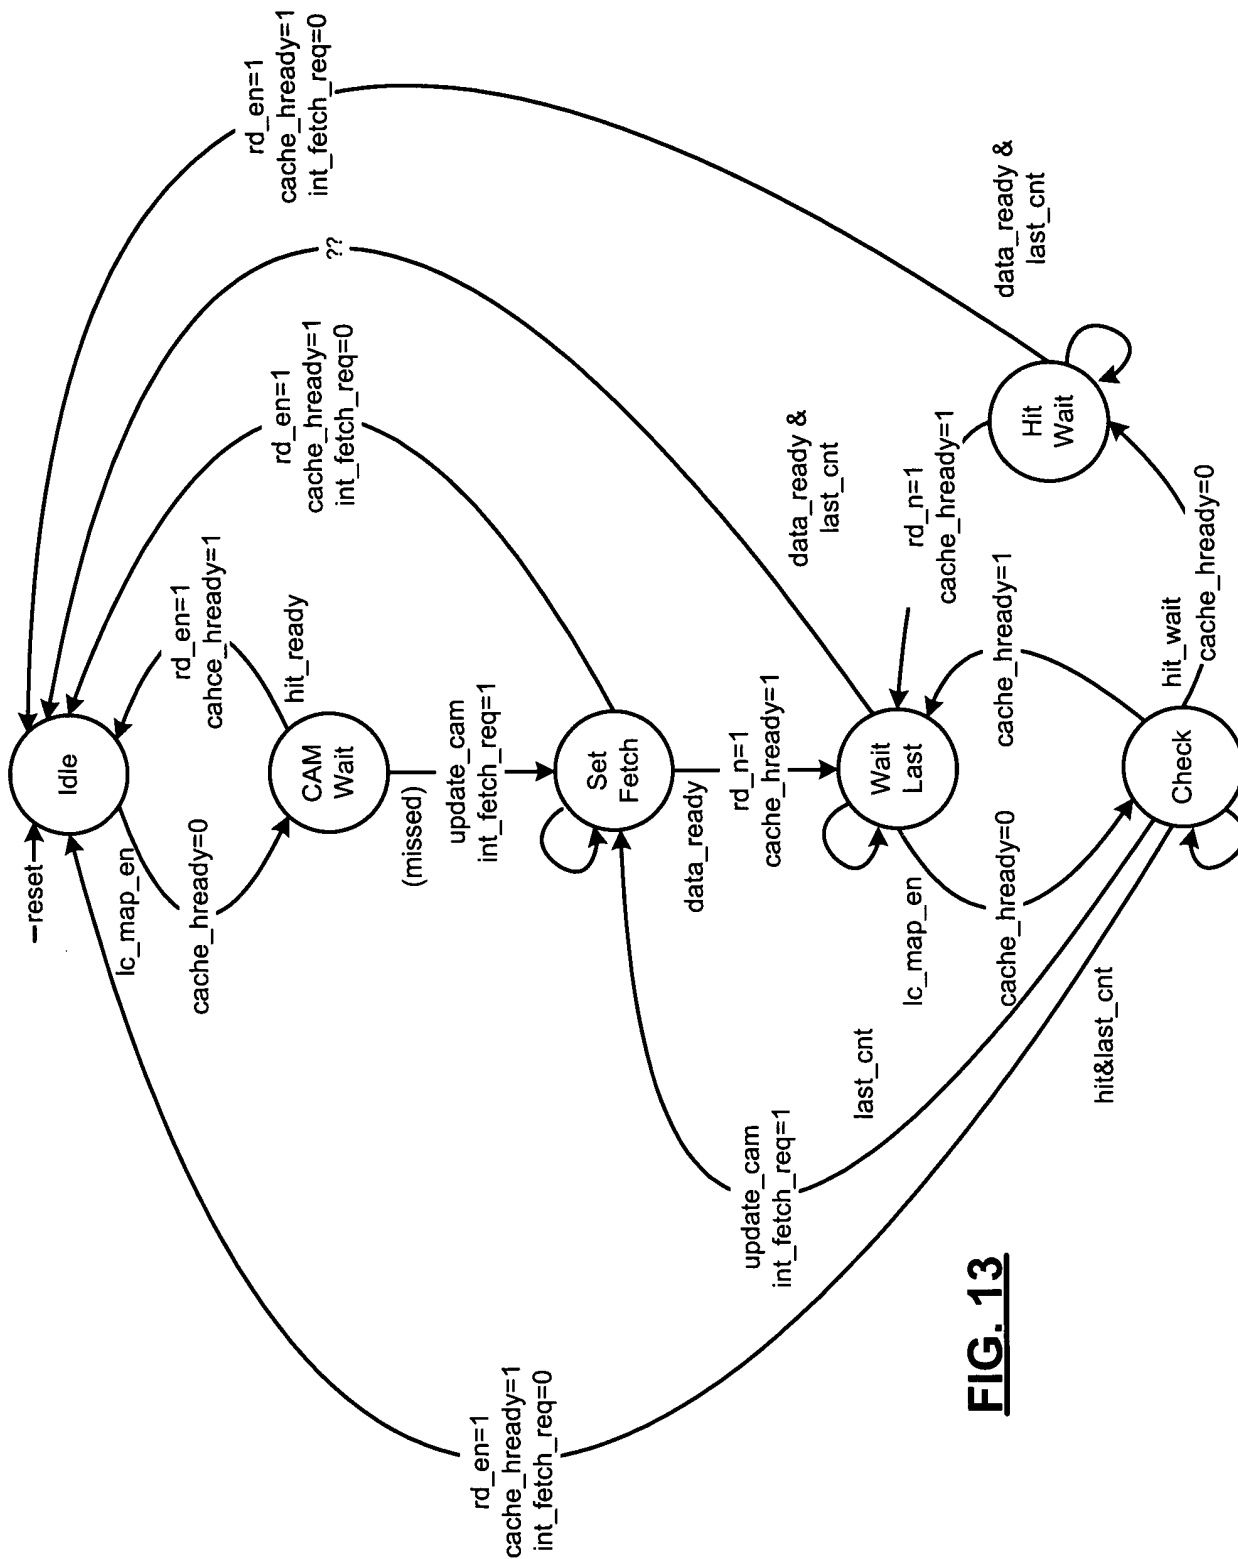 rd_en=1
cache_hready=1
int_fetch_req=0
??
rd_en=1
cache_hready=1
int_fetch_req=0
rd_en=1
cahce_hready=1
hit_ready
–reset
Idle
lc_map_en
cache_hready=0
CAM
Wait
(missed)
update_cam
int_fetch_req=1
Set
Fetch
data_ready
rd_n=1
cache_hready=1
data_ready &
last_cnt
Wait
Last
lc_map_en
cache_hready=0
cache_hready=1
rd_n=1
cache_hready=1
Hit
Wait
data_ready &
last_cnt
hit_wait
cache_hready=0
Check
last_cnt
update_cam
int_fetch_req=1
hit&last_cnt
rd_en=1
cache_hready=1
int_fetch_req=0
FIG. 13